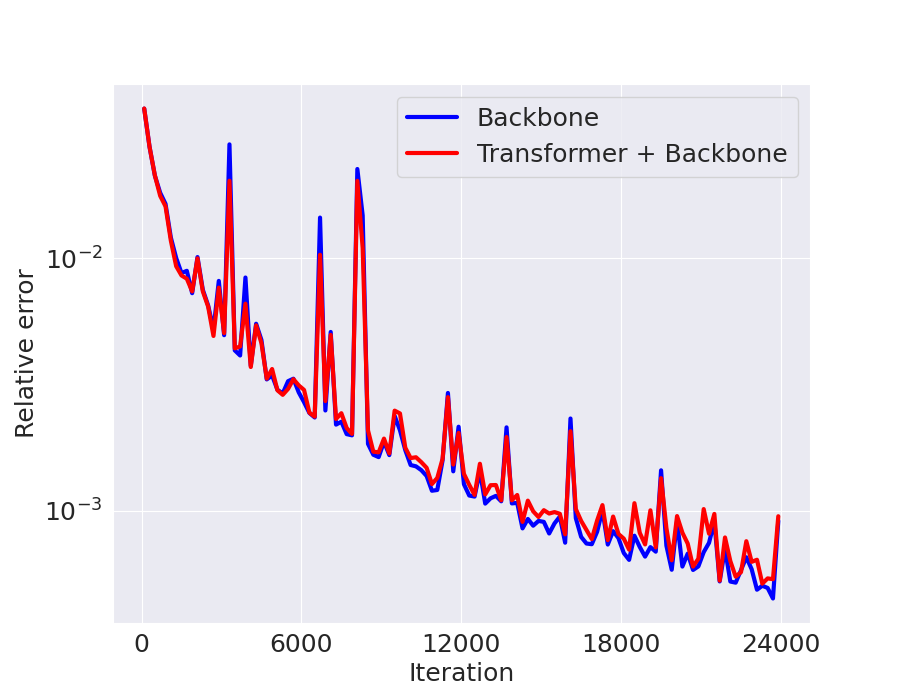 Backbone
Transformer + Backbone
Relative error
10⁻²
10⁻³
0 6000 12000 18000 24000
Iteration